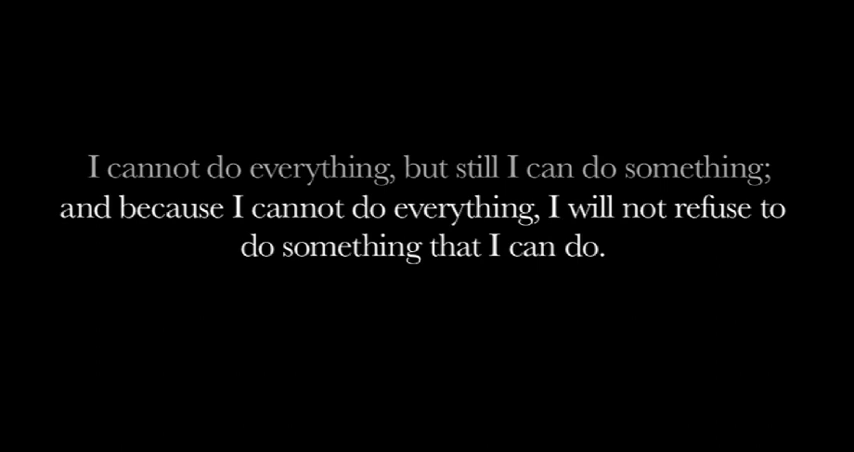 I cannot do everything, but still I can do something;
and because I cannot do everything, I will not refuse to
do something that I can do.